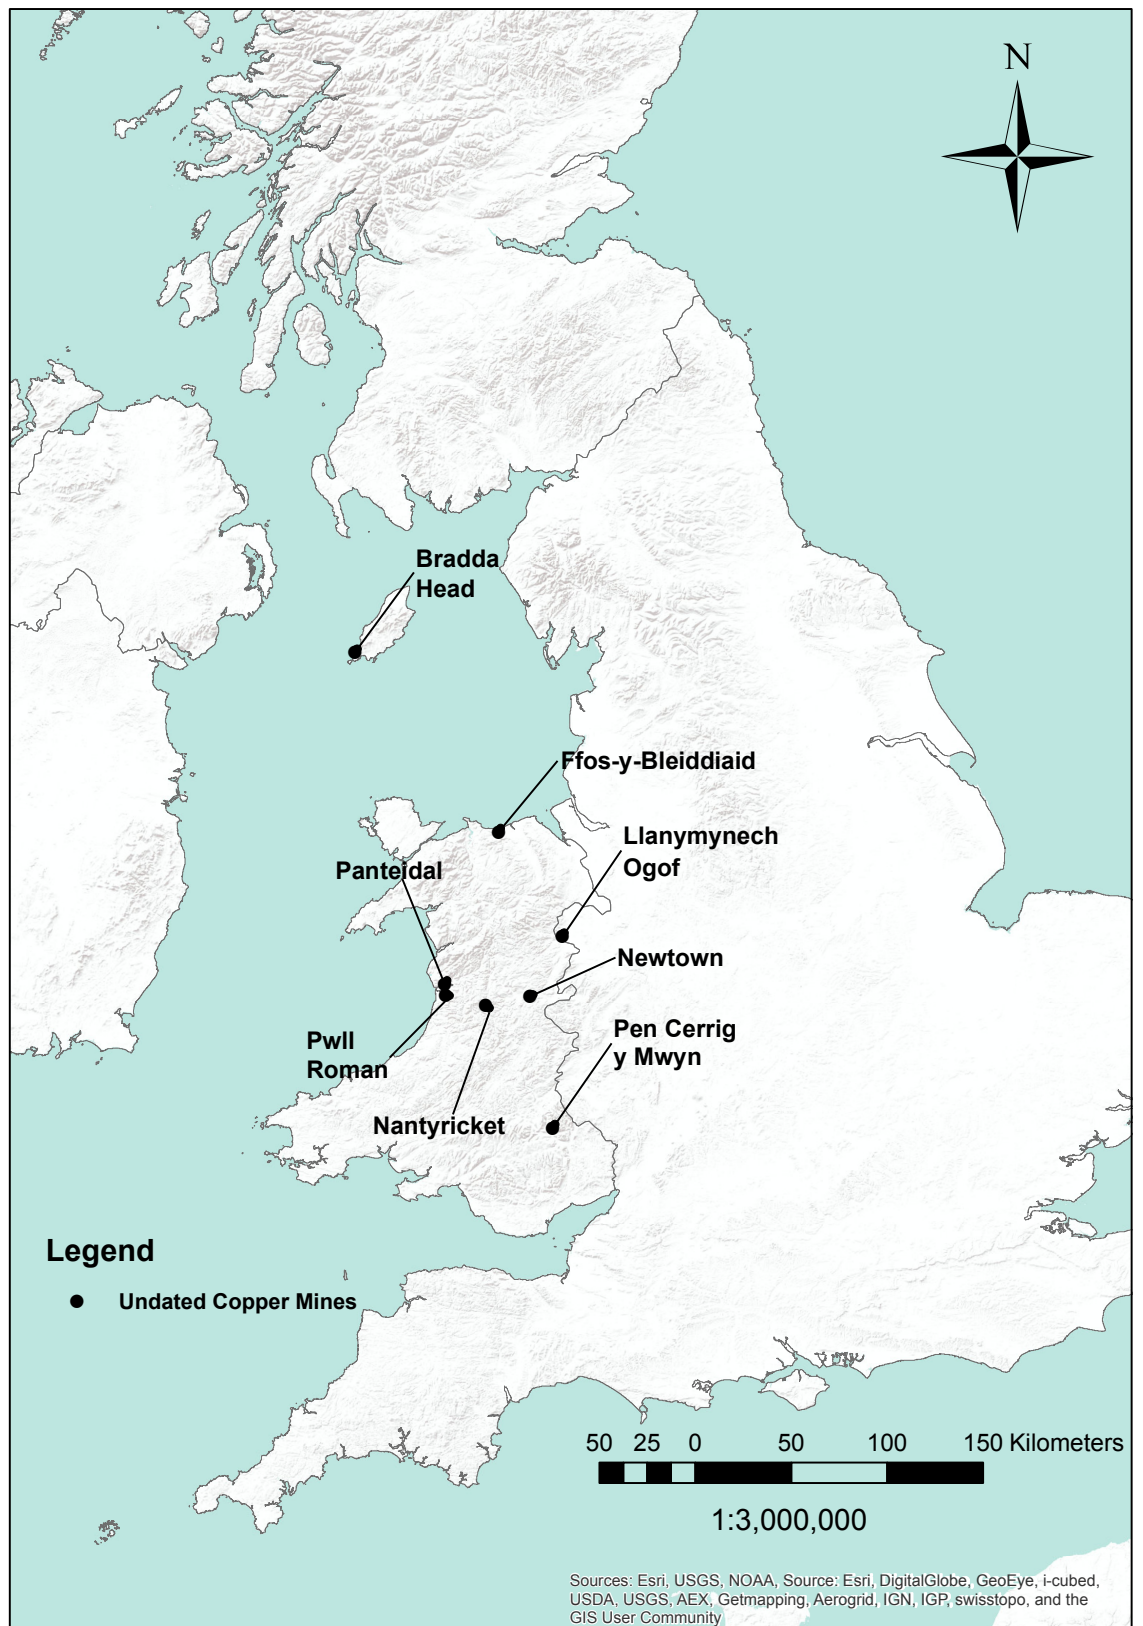 N
Bradda
Head
Ffos-y-Bleiddiaid
Llanymynech
Ogof
Panteidal
Newtown
Pwll
Roman
Pen Cerrig
y Mwyn
Nantyricket
Legend
Undated Copper Mines
50 25 0 50 100 150 Kilometers
1:3,000,000
Sources: Esri, USGS, NOAA, Source: Esri, DigitalGlobe, GeoEye, i-cubed,
USDA, USGS, AEX, Getmapping, Aerogrid, IGN, IGP, swisstopo, and the
GIS User Community